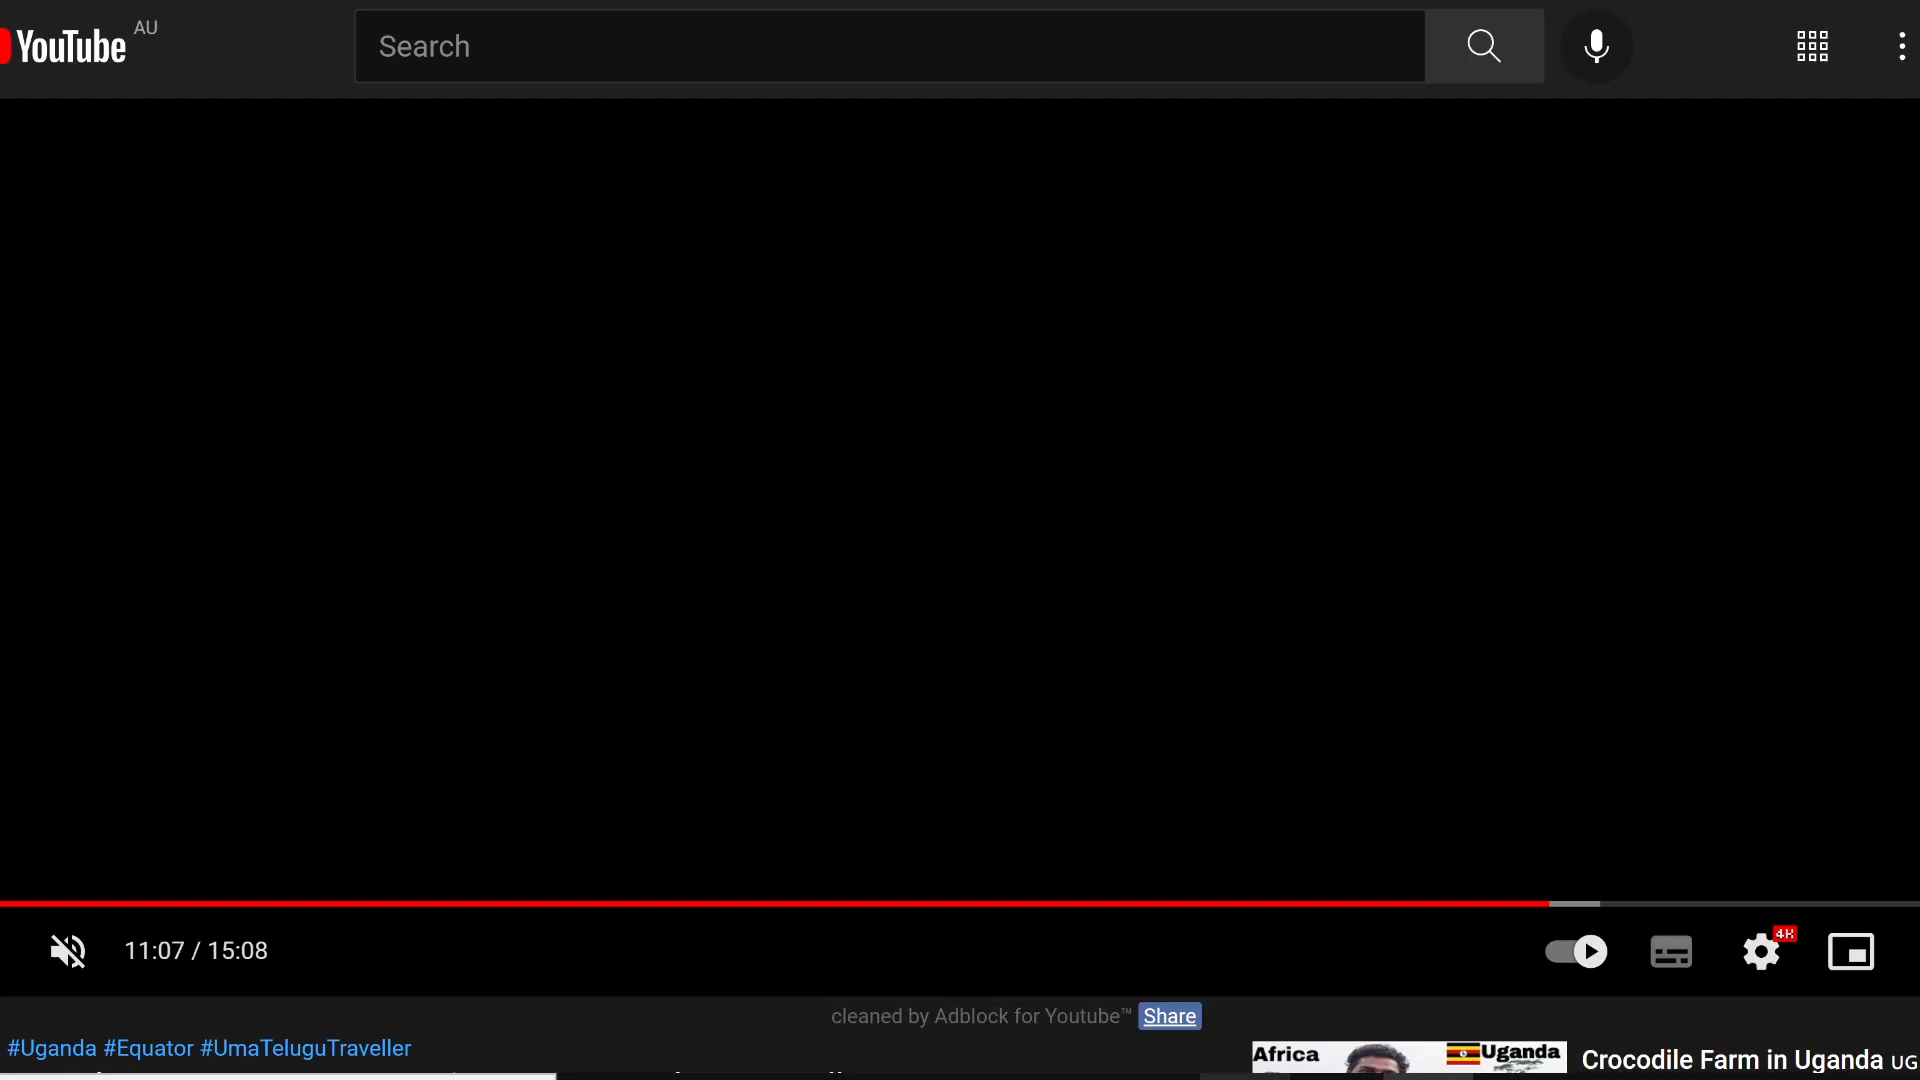 YouTube AU
Search
11:07 / 15:08
4K
cleaned by Adblock for Youtube™ Share
#Uganda #Equator #UmaTeluguTraveller
Africa
Uganda
Crocodile Farm in Uganda UG